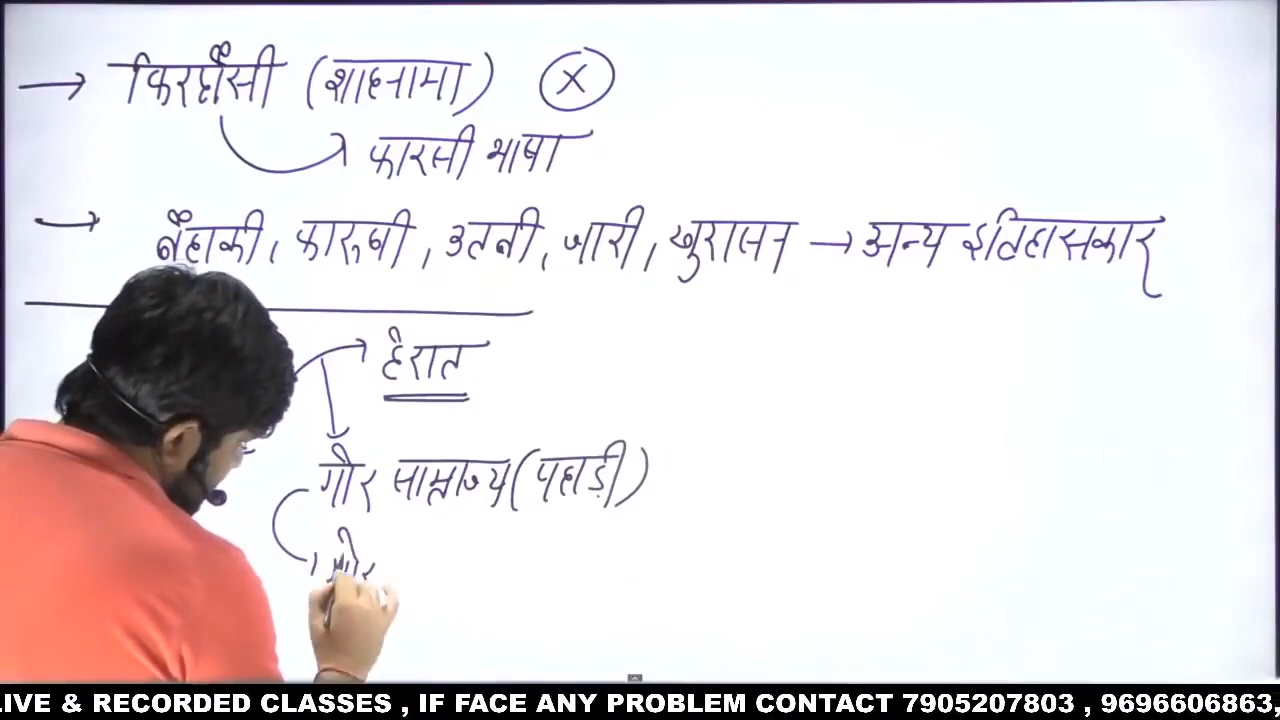 → फिरदौसी (शाहनामा) X
फारसी भाषा
→ बैहाकी, फारूखी, उतबी, जारी, खुरासन → अन्य इतिहासकार
हेरात
गौर साम्राज्य (पहाड़ी)
LIVE & RECORDED CLASSES , IF FACE ANY PROBLEM CONTACT 7905207803 , 9696606863,